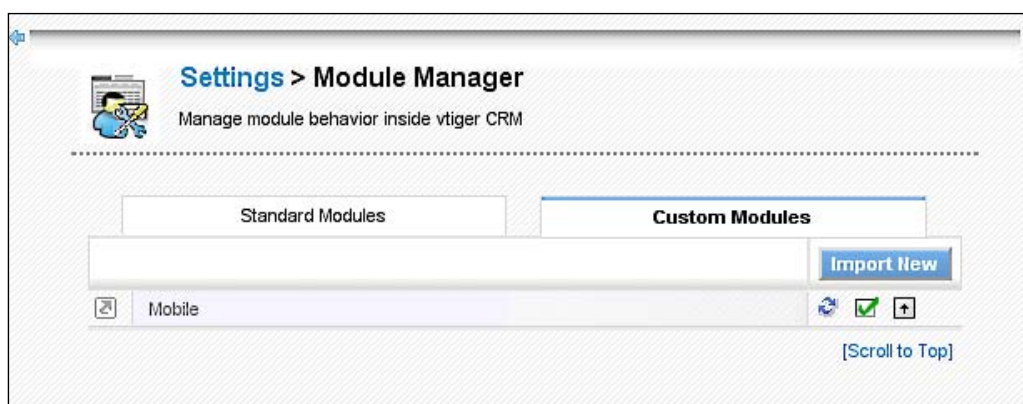 Settings > Module Manager
Manage module behavior inside vtiger CRM
Standard Modules
Custom Modules
Import New
Mobile
[Scroll to Top]